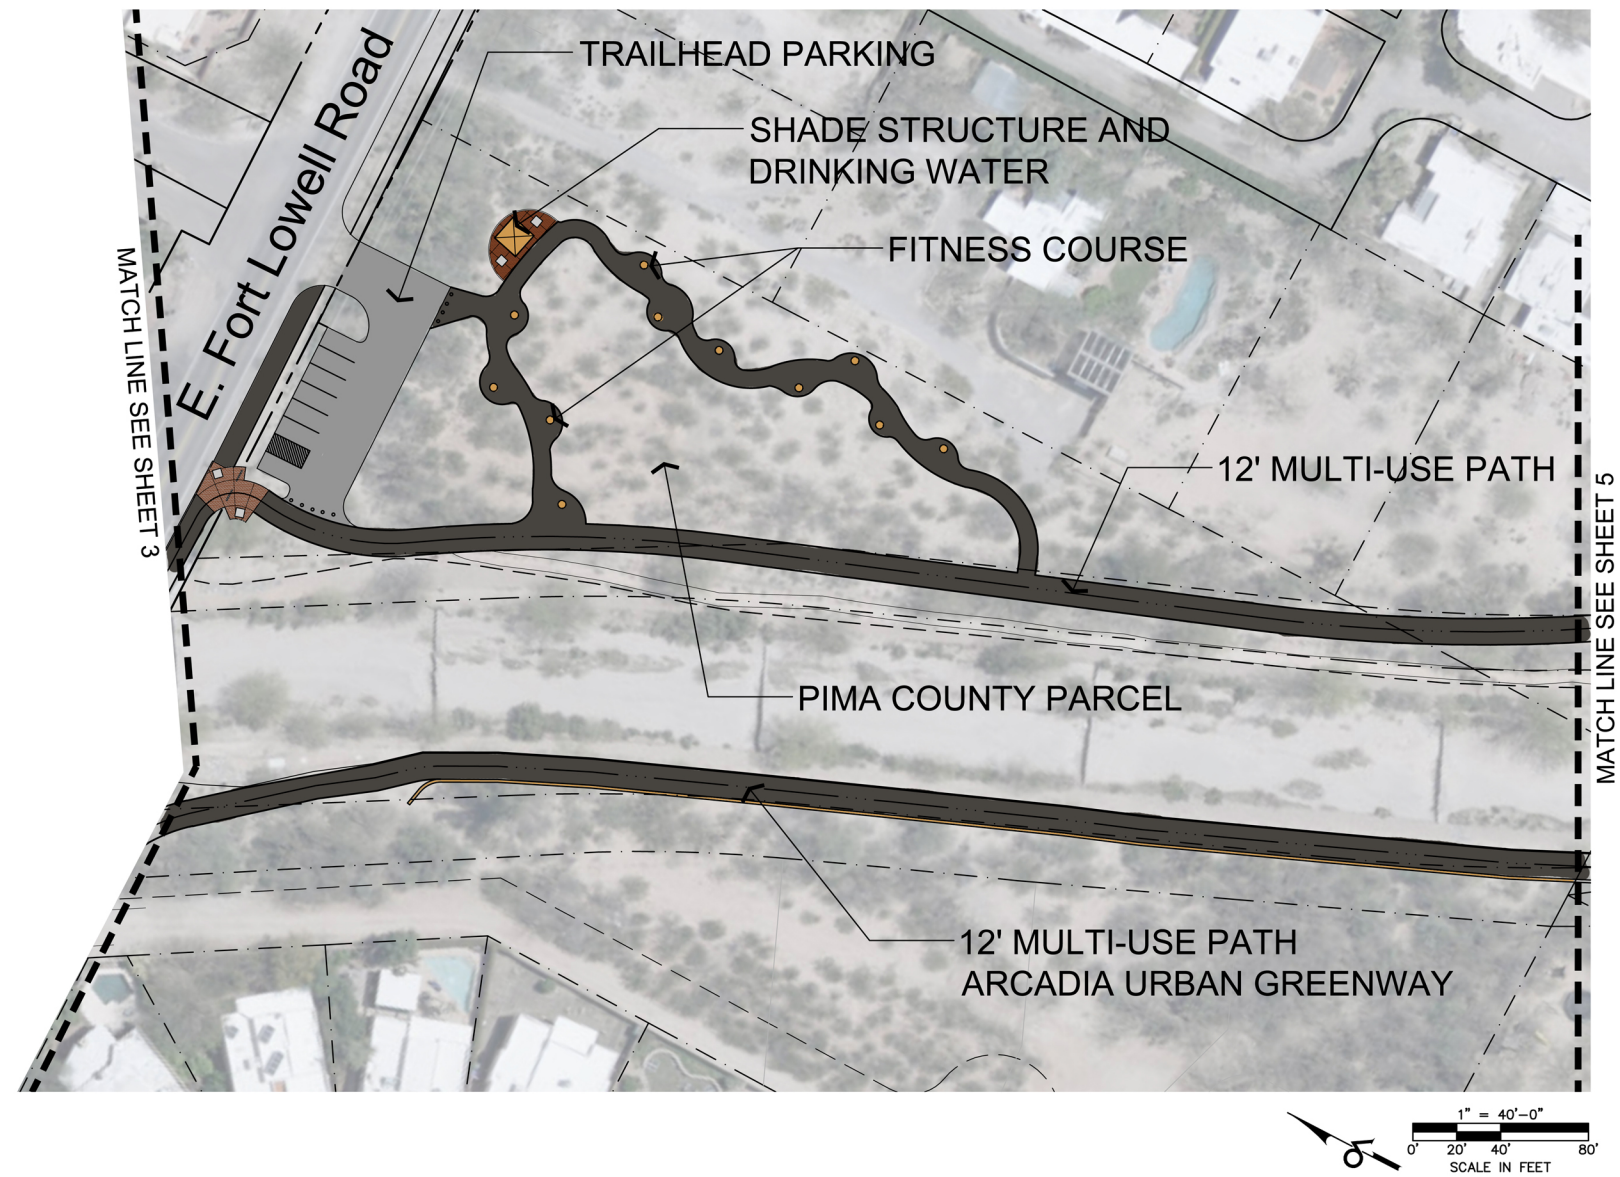 TRAILHEAD PARKING
SHADE STRUCTURE AND
DRINKING WATER
FITNESS COURSE
E. Fort Lowell Road
MATCH LINE SEE SHEET 3
12' MULTI-USE PATH
MATCH LINE SEE SHEET 5
PIMA COUNTY PARCEL
12' MULTI-USE PATH
ARCADIA URBAN GREENWAY
1" = 40'-0"
0' 20' 40' 80'
SCALE IN FEET